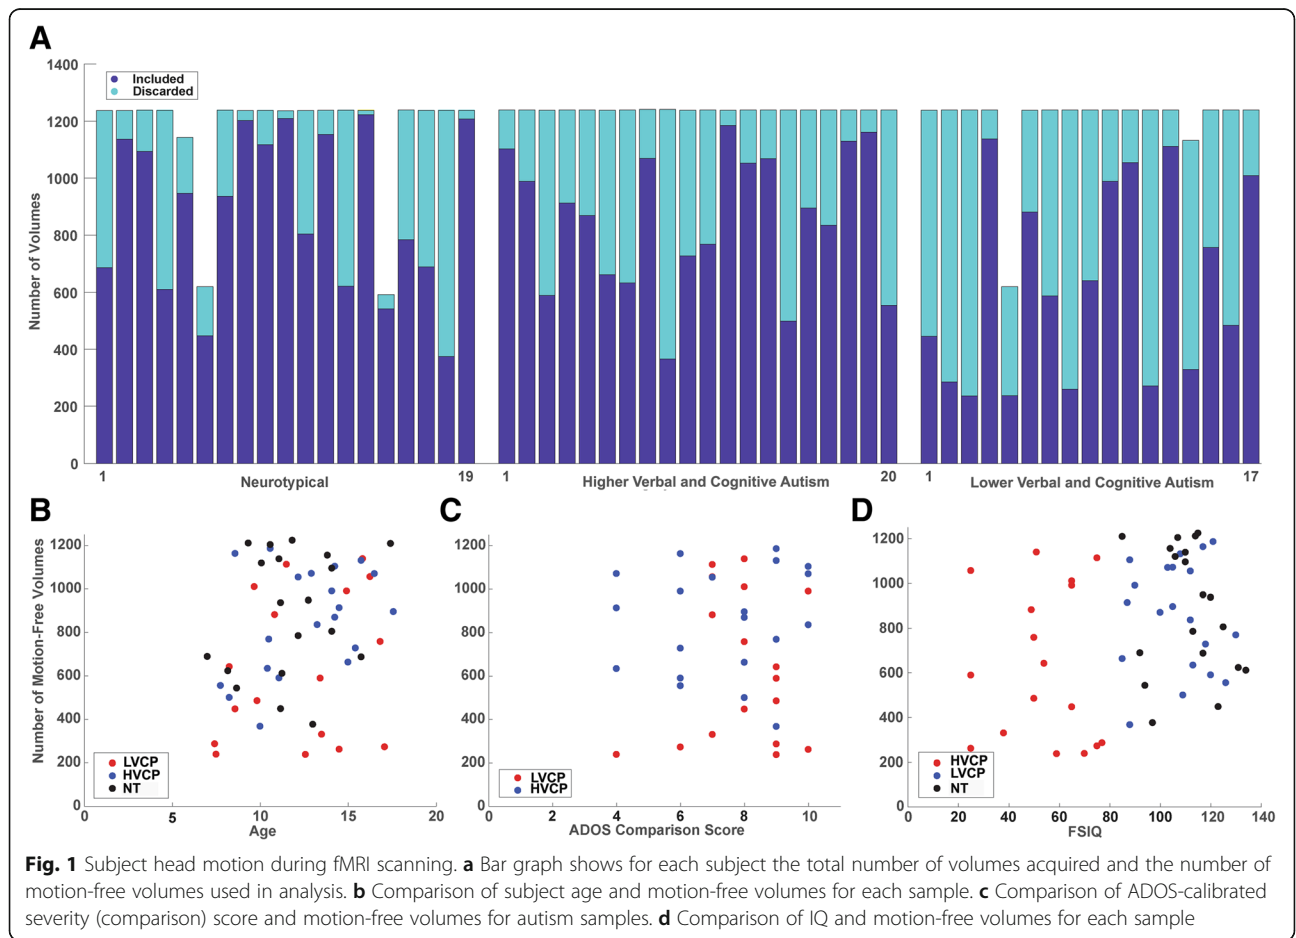 A
1400
1200
1000
800
600
400
200
0
Number of Volumes
Included
Discarded
1
Neurotypical
19
1
Higher Verbal and Cognitive Autism
20
1
Lower Verbal and Cognitive Autism
17
B
1200
1000
800
600
400
200
0
Number of Motion-Free Volumes
LVCP
HVCP
NT
0 5 10 15 20
Age
C
1200
1000
800
600
400
200
0
LVCP
HVCP
0 2 4 6 8 10
ADOS Comparison Score
D
1200
1000
800
600
400
200
0
HVCP
LVCP
NT
0 20 40 60 80 100 120 140
FSIQ
Fig. 1 Subject head motion during fMRI scanning. a Bar graph shows for each subject the total number of volumes acquired and the number of
motion-free volumes used in analysis. b Comparison of subject age and motion-free volumes for each sample. c Comparison of ADOS-calibrated
severity (comparison) score and motion-free volumes for autism samples. d Comparison of IQ and motion-free volumes for each sample